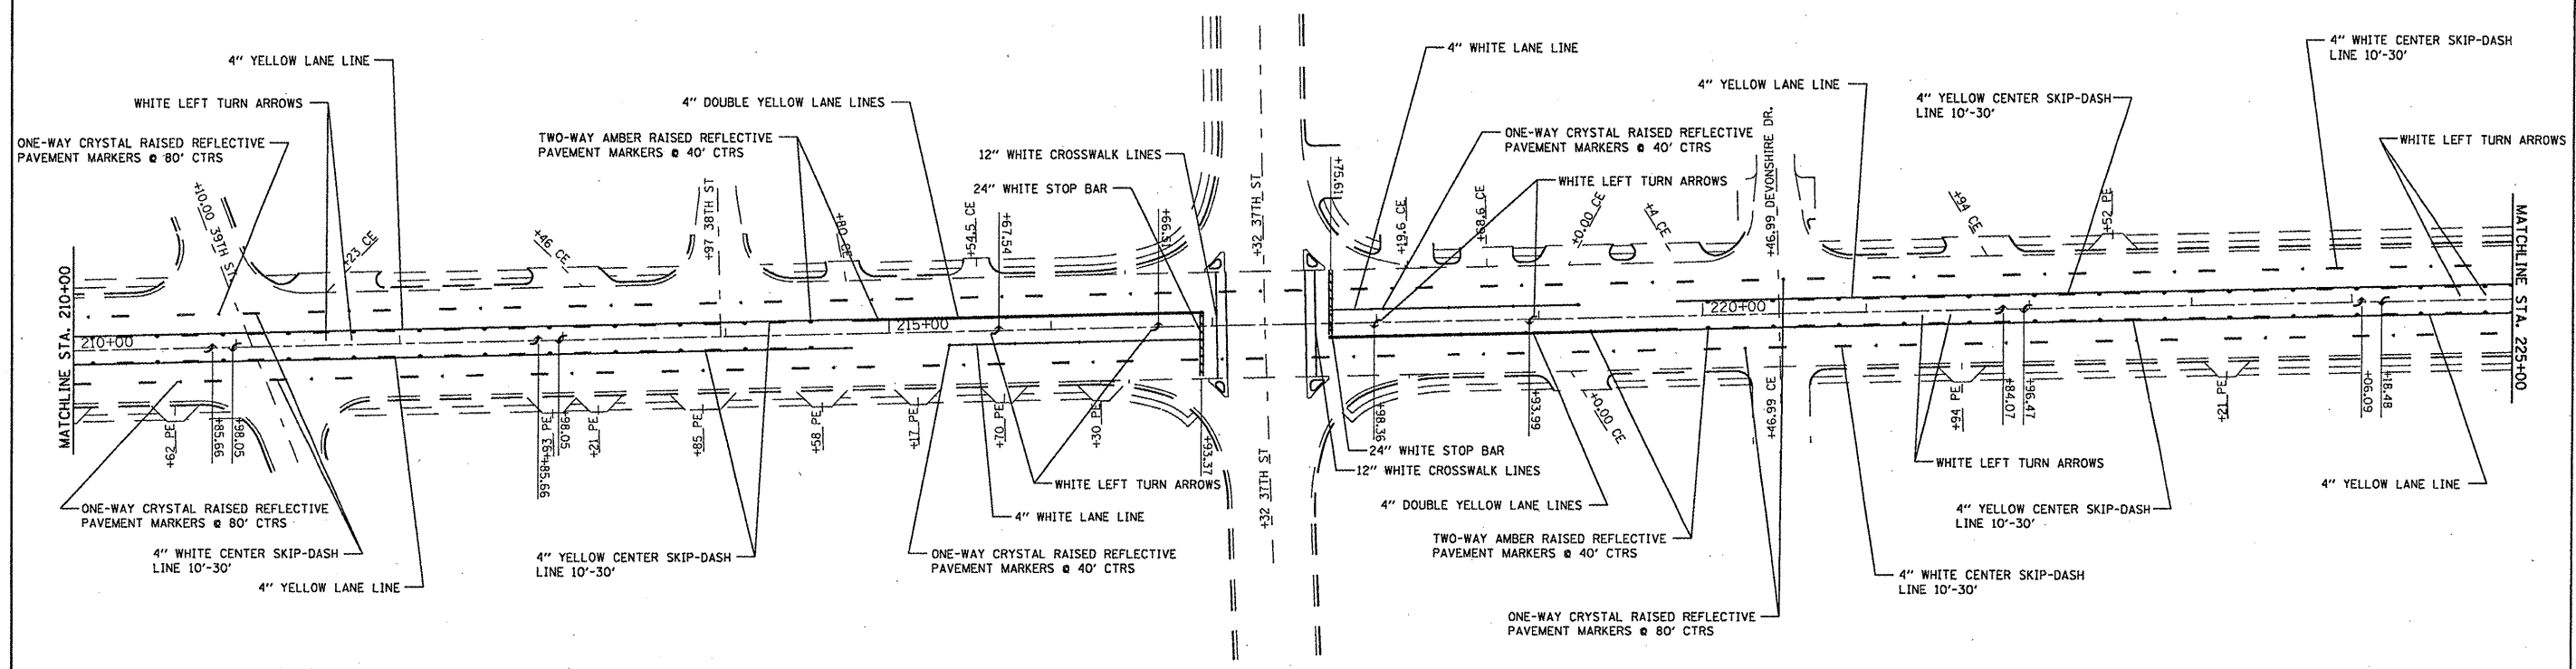 4" YELLOW LANE LINE
WHITE LEFT TURN ARROWS
ONE-WAY CRYSTAL RAISED REFLECTIVE
PAVEMENT MARKERS @ 80' CTRS
4" DOUBLE YELLOW LANE LINES
TWO-WAY AMBER RAISED REFLECTIVE
PAVEMENT MARKERS @ 40' CTRS
12" WHITE CROSSWALK LINES
24" WHITE STOP BAR
4" WHITE LANE LINE
ONE-WAY CRYSTAL RAISED REFLECTIVE
PAVEMENT MARKERS @ 40' CTRS
WHITE LEFT TURN ARROWS
4" YELLOW LANE LINE
4" YELLOW CENTER SKIP-DASH
LINE 10'-30'
4" WHITE CENTER SKIP-DASH
LINE 10'-30'
WHITE LEFT TURN ARROWS
MATCHLINE STA. 210+00
+10.00 39TH ST
+23 CE
+46 CE
+97 38TH ST
+80 CE
+54.5 CE
+67.54
+32 37TH ST
+75.61
+19.6 CE
+68.6 CE
+0.00 CE
+4 CE
+46.99 DEVONSHIRE DR.
+94 CE
+52 PE
MATCHLINE STA. 225+00
210+00
215+00
220+00
+62 PE
+85.66
+98.05
+63 PE
+85.66
+98.05
+21 PE
+85 PE
+58 PE
+17 PE
+70 PE
+30 PE
+93.37
+32 37TH ST
+98.36
+93.99
+0.00 CE
+46.99 CE
+94 PE
+84.07
+96.47
+21 PE
+06.09
+18.48
ONE-WAY CRYSTAL RAISED REFLECTIVE
PAVEMENT MARKERS @ 80' CTRS
4" WHITE CENTER SKIP-DASH
LINE 10'-30'
4" YELLOW LANE LINE
4" YELLOW CENTER SKIP-DASH
LINE 10'-30'
WHITE LEFT TURN ARROWS
4" WHITE LANE LINE
ONE-WAY CRYSTAL RAISED REFLECTIVE
PAVEMENT MARKERS @ 40' CTRS
24" WHITE STOP BAR
12" WHITE CROSSWALK LINES
4" DOUBLE YELLOW LANE LINES
TWO-WAY AMBER RAISED REFLECTIVE
PAVEMENT MARKERS @ 40' CTRS
ONE-WAY CRYSTAL RAISED REFLECTIVE
PAVEMENT MARKERS @ 80' CTRS
4" WHITE CENTER SKIP-DASH
LINE 10'-30'
WHITE LEFT TURN ARROWS
4" YELLOW CENTER SKIP-DASH
LINE 10'-30'
4" YELLOW LANE LINE